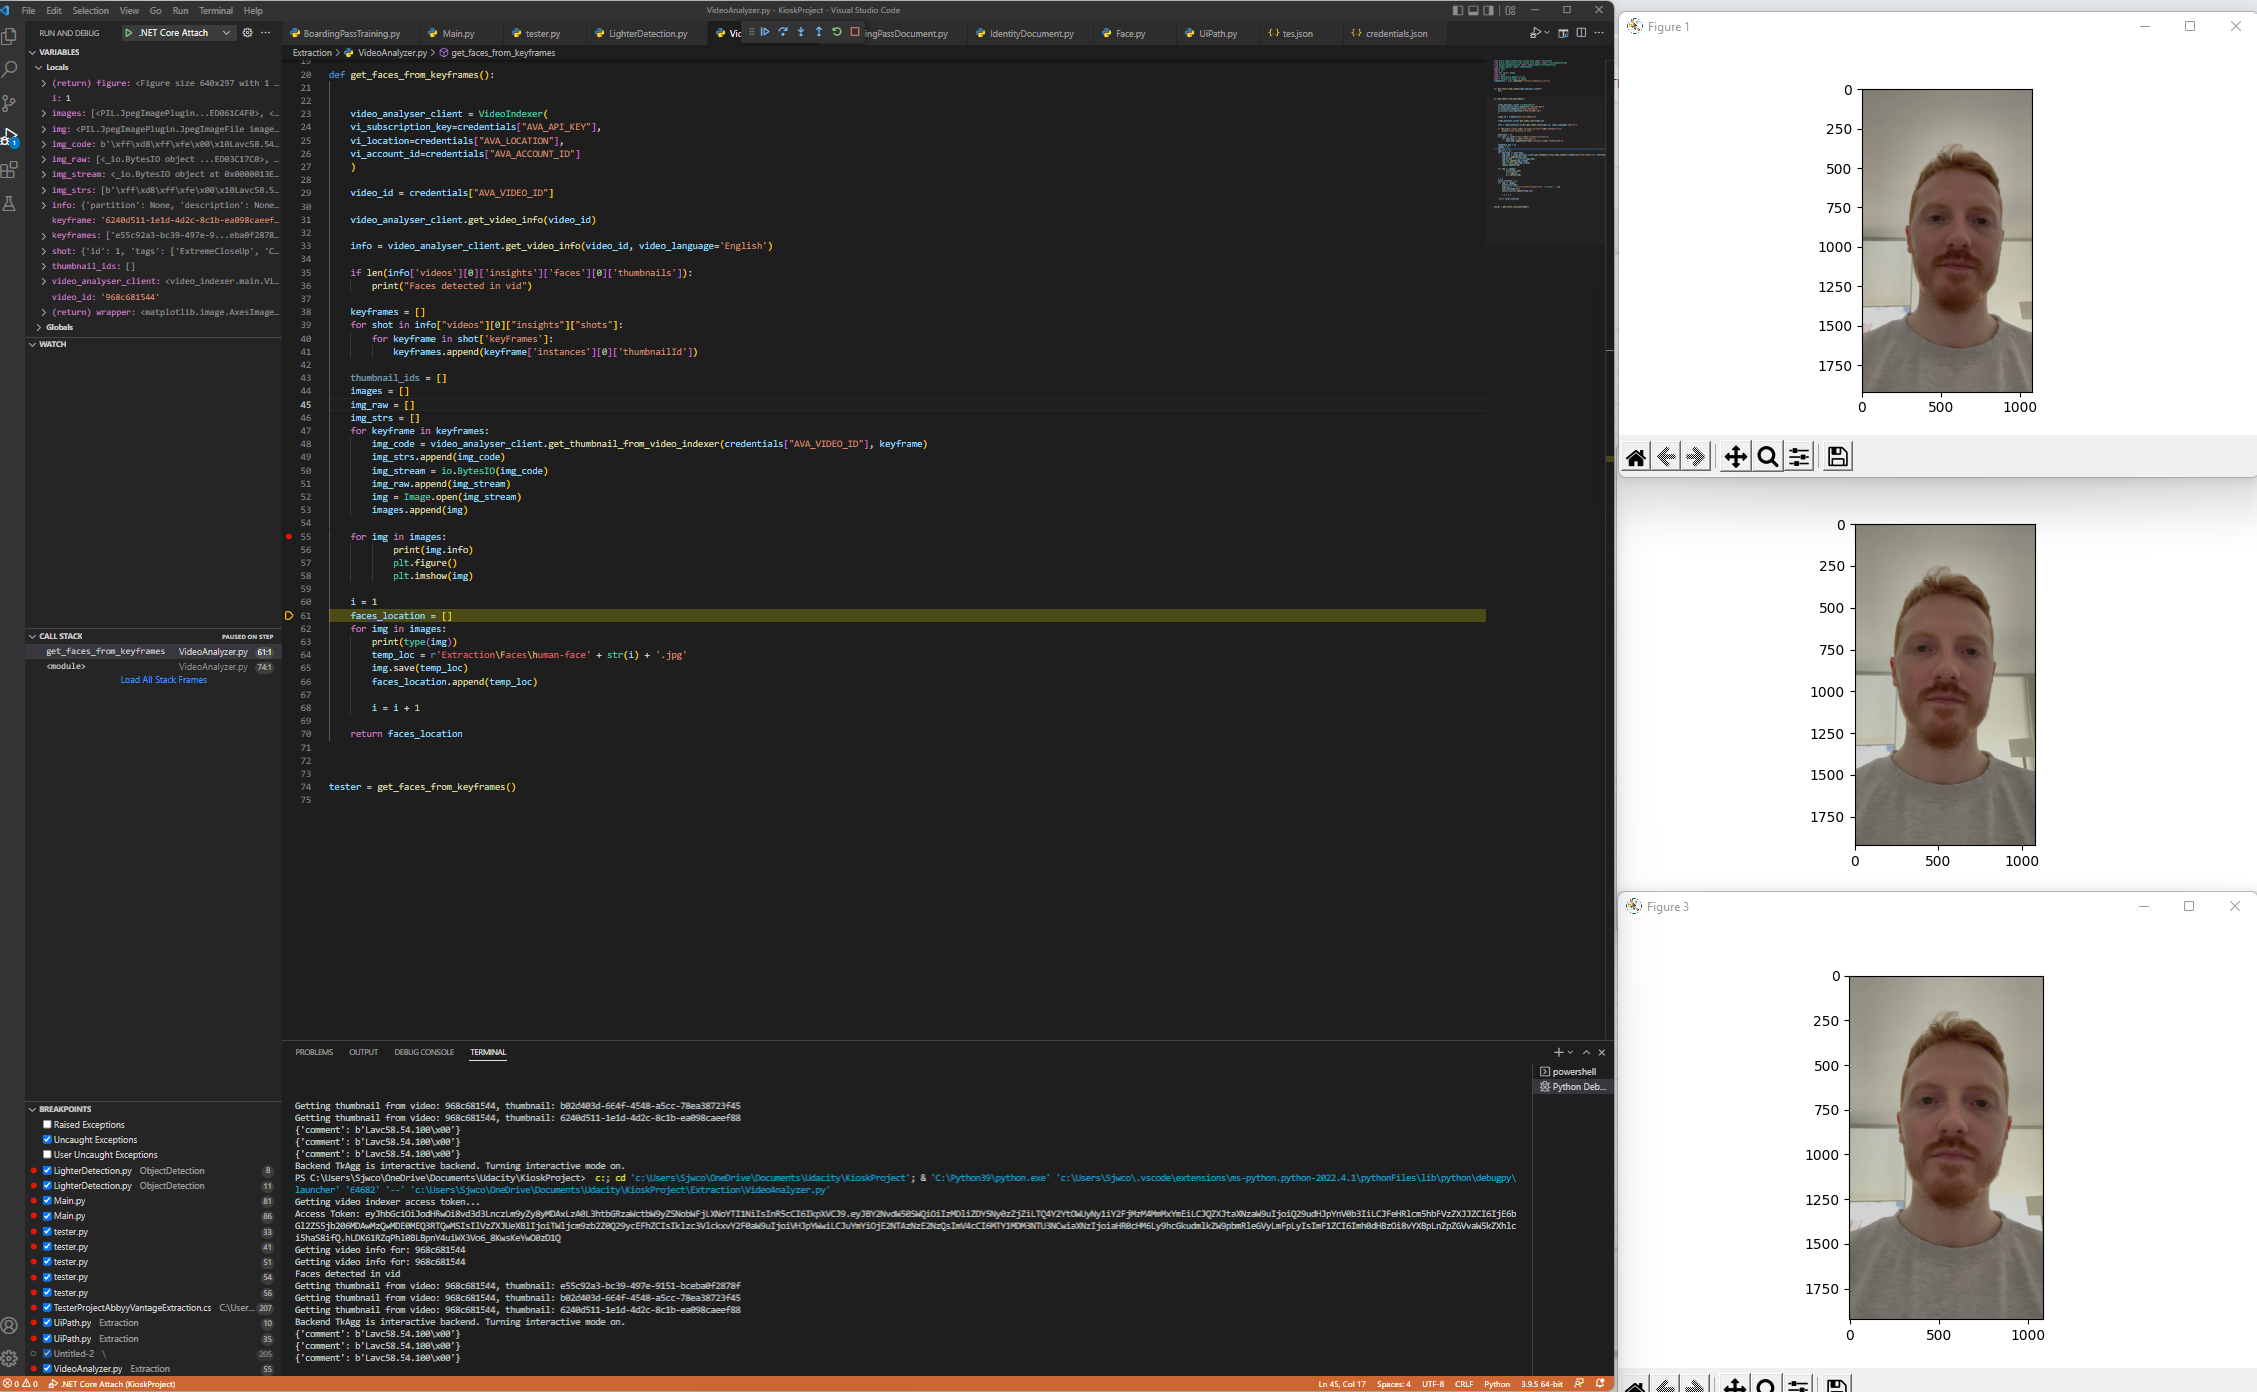 File Edit Selection View Go Run Terminal Help
VideoAnalyzer.py - KioskProject - Visual Studio Code
RUN AND DEBUG .NET Core Attach
VARIABLES
Locals
(return) figure: <Figure size 640x297 with 1 …
i: 1
images: [<PIL.JpegImagePlugin...ED061C4F0>, <…
img: <PIL.JpegImagePlugin.JpegImageFile image…
img_code: b'\xff\xd8\xff\xfe\x00\x10Lavc58.54…
img_raw: [<_io.BytesIO object ...ED03C17C0>, …
img_stream: <_io.BytesIO object at 0x0000013E…
img_strs: [b'\xff\xd8\xff\xfe\x00\x10Lavc58.5…
info: {'partition': None, 'description': None…
keyframe: '6240d511-1e1d-4d2c-8c1b-ea098caeef…
keyframes: ['e55c92a3-bc39-497e-9...eba0f2878…
shot: {'id': 1, 'tags': ['ExtremeCloseUp', 'C…
thumbnail_ids: []
video_analyser_client: <video_indexer.main.Vi…
video_id: '968c681544'
(return) wrapper: <matplotlib.image.AxesImage…
Globals
WATCH
CALL STACK PAUSED ON STEP
get_faces_from_keyframes VideoAnalyzer.py 61:1
<module> VideoAnalyzer.py 74:1
Load All Stack Frames
BREAKPOINTS
Raised Exceptions
Uncaught Exceptions
User Uncaught Exceptions
LighterDetection.py ObjectDetection 8
LighterDetection.py ObjectDetection 11
Main.py 81
Main.py 86
tester.py 33
tester.py 41
tester.py 51
tester.py 54
tester.py 56
TesterProjectAbbyyVantageExtraction.cs C:\User... 207
UiPath.py Extraction 10
UiPath.py Extraction 35
Untitled-2 \ 205
VideoAnalyzer.py Extraction 55
BoardingPassTraining.py Main.py tester.py LighterDetection.py Vic ingPassDocument.py IdentityDocument.py Face.py UiPath.py tes.json credentials.json
Extraction > VideoAnalyzer.py > get_faces_from_keyframes
19
20 def get_faces_from_keyframes():
21
22
23 video_analyser_client = VideoIndexer(
24 vi_subscription_key=credentials["AVA_API_KEY"],
25 vi_location=credentials["AVA_LOCATION"],
26 vi_account_id=credentials["AVA_ACCOUNT_ID"]
27 )
28
29 video_id = credentials["AVA_VIDEO_ID"]
30
31 video_analyser_client.get_video_info(video_id)
32
33 info = video_analyser_client.get_video_info(video_id, video_language='English')
34
35 if len(info['videos'][0]['insights']['faces'][0]['thumbnails']):
36 print("Faces detected in vid")
37
38 keyframes = []
39 for shot in info["videos"][0]["insights"]["shots"]:
40 for keyframe in shot['keyFrames']:
41 keyframes.append(keyframe['instances'][0]['thumbnailId'])
42
43 thumbnail_ids = []
44 images = []
45 img_raw = []
46 img_strs = []
47 for keyframe in keyframes:
48 img_code = video_analyser_client.get_thumbnail_from_video_indexer(credentials["AVA_VIDEO_ID"], keyframe)
49 img_strs.append(img_code)
50 img_stream = io.BytesIO(img_code)
51 img_raw.append(img_stream)
52 img = Image.open(img_stream)
53 images.append(img)
54
55 for img in images:
56 print(img.info)
57 plt.figure()
58 plt.imshow(img)
59
60 i = 1
61 faces_location = []
62 for img in images:
63 print(type(img))
64 temp_loc = r'Extraction\Faces\human-face' + str(i) + '.jpg'
65 img.save(temp_loc)
66 faces_location.append(temp_loc)
67
68 i = i + 1
69
70 return faces_location
71
72
73
74 tester = get_faces_from_keyframes()
75
PROBLEMS OUTPUT DEBUG CONSOLE TERMINAL
powershell
Python Deb...
Getting thumbnail from video: 968c681544, thumbnail: b02d403d-664f-4548-a5cc-78ea38723f45
Getting thumbnail from video: 968c681544, thumbnail: 6240d511-1e1d-4d2c-8c1b-ea098caeef88
{'comment': b'Lavc58.54.100\x00'}
{'comment': b'Lavc58.54.100\x00'}
{'comment': b'Lavc58.54.100\x00'}
Backend TkAgg is interactive backend. Turning interactive mode on.
PS C:\Users\Sjwco\OneDrive\Documents\Udacity\KioskProject> c:; cd 'c:\Users\Sjwco\OneDrive\Documents\Udacity\KioskProject'; & 'C:\Python39\python.exe' 'c:\Users\Sjwco\.vscode\extensions\ms-python.python-2022.4.1\pythonFiles\lib\python\debugpy\
launcher' '64682' '--' 'c:\Users\Sjwco\OneDrive\Documents\Udacity\KioskProject\Extraction\VideoAnalyzer.py'
Getting video indexer access token...
Access Token:
Getting video info for: 968c681544
Getting video info for: 968c681544
Faces detected in vid
Getting thumbnail from video: 968c681544, thumbnail: e55c92a3-bc39-497e-9151-bceba0f2878f
Getting thumbnail from video: 968c681544, thumbnail: b02d403d-664f-4548-a5cc-78ea38723f45
Getting thumbnail from video: 968c681544, thumbnail: 6240d511-1e1d-4d2c-8c1b-ea098caeef88
Backend TkAgg is interactive backend. Turning interactive mode on.
{'comment': b'Lavc58.54.100\x00'}
{'comment': b'Lavc58.54.100\x00'}
{'comment': b'Lavc58.54.100\x00'}
0 0 .NET Core Attach (KioskProject)
Ln 45, Col 17 Spaces: 4 UTF-8 CRLF Python 3.9.5 64-bit
Figure 1
0
250
500
750
1000
1250
1500
1750
0 500 1000
0
250
500
750
1000
1250
1500
1750
0 500 1000
Figure 3
0
250
500
750
1000
1250
1500
1750
0 500 1000